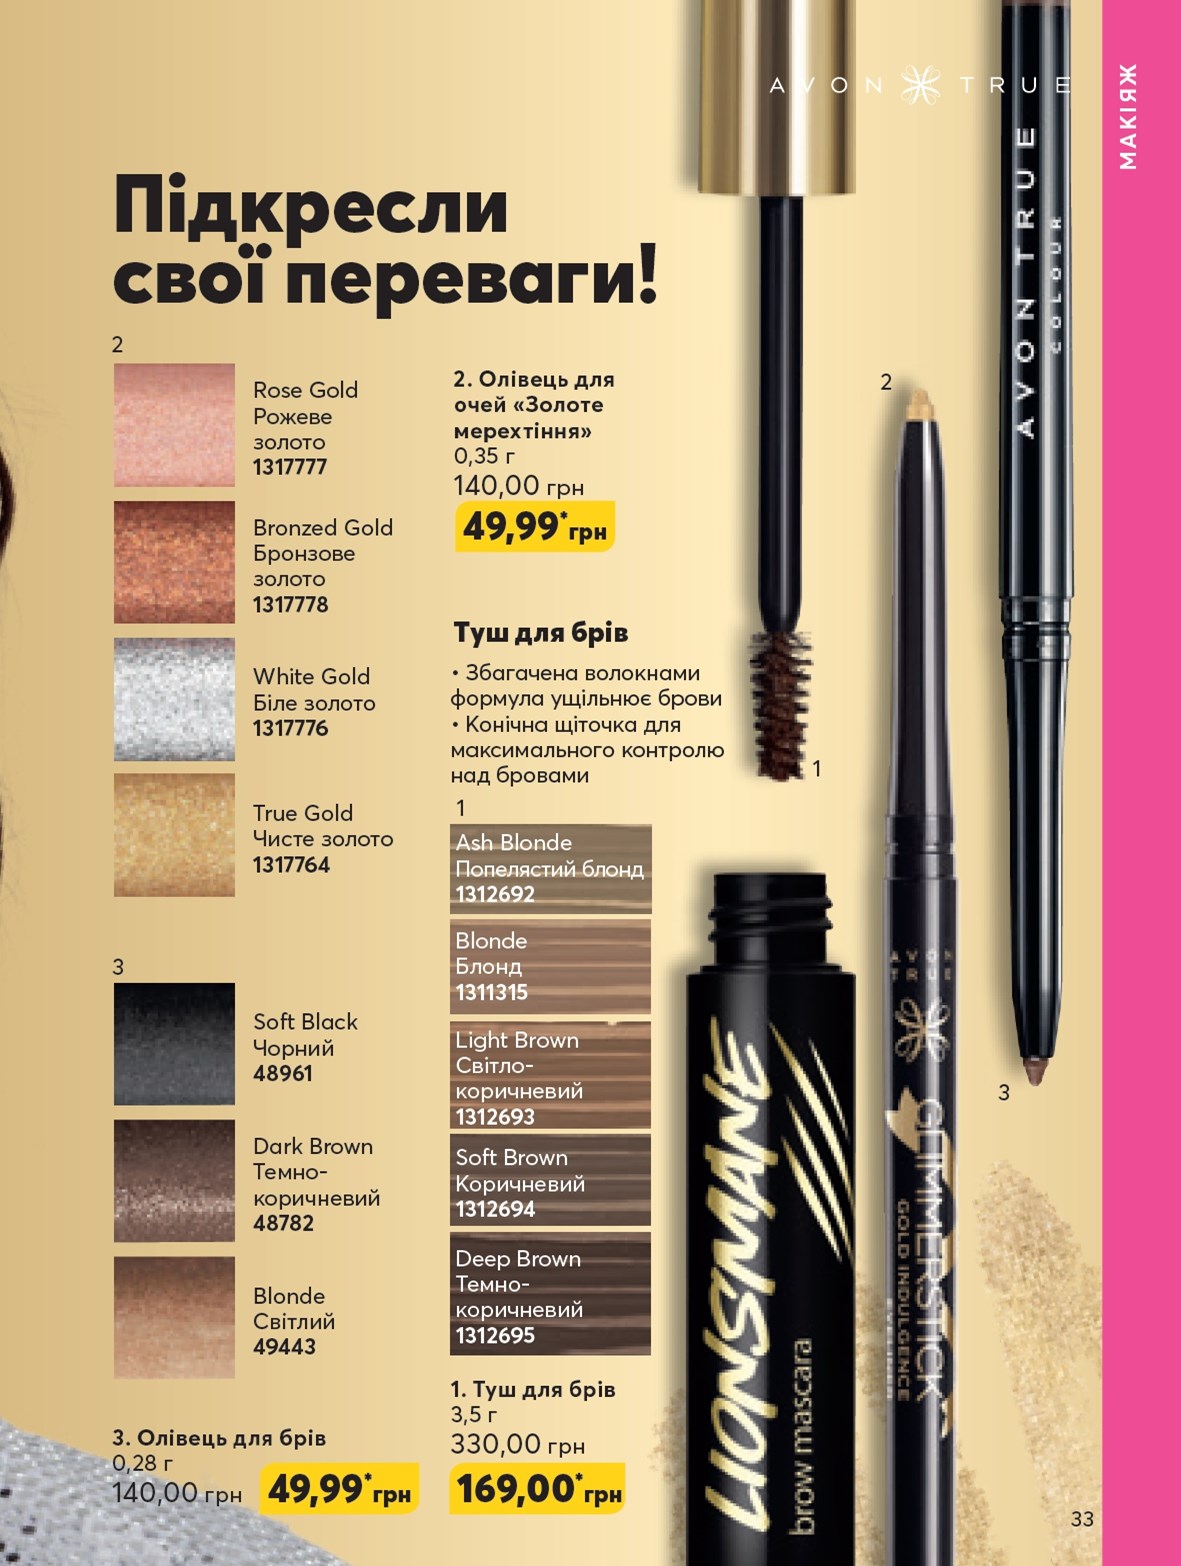 AVON TRUE
МАКІЯЖ
Підкресли
свої переваги!
2
Rose Gold
Рожеве
золото
1317777
Bronzed Gold
Бронзове
золото
1317778
White Gold
Біле золото
1317776
True Gold
Чисте золото
1317764
3
Soft Black
Чорний
48961
Dark Brown
Темно-
коричневий
48782
Blonde
Світлий
49443
3. Олівець для брів
0,28 г
140,00 грн
49,99*грн
2. Олівець для
очей «Золоте
мерехтіння»
0,35 г
140,00 грн
49,99*грн
Туш для брів
• Збагачена волокнами
формула ущільнює брови
• Конічна щіточка для
максимального контролю
над бровами
1
Ash Blonde
Попелястий блонд
1312692
Blonde
Блонд
1311315
Light Brown
Світло-
коричневий
1312693
Soft Brown
Коричневий
1312694
Deep Brown
Темно-
коричневий
1312695
1. Туш для брів
3,5 г
330,00 грн
169,00*грн
1
LIONSMANE
brow mascara
2
AVON
TRUE
GLIMMERSTICK
GOLD INDULGENCE
EYELINER
AVON TRUE
COLOUR
3
33